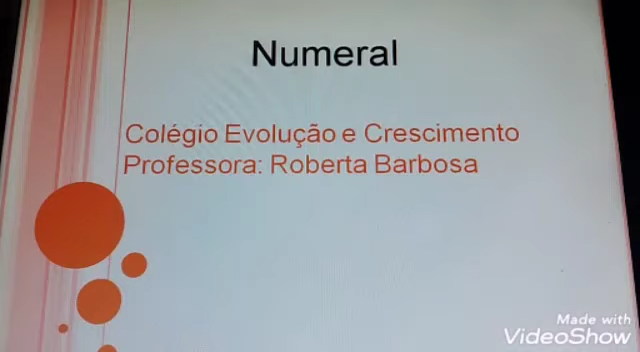 Numeral
Colégio Evolução e Crescimento
Professora: Roberta Barbosa
Made with
VideoShow